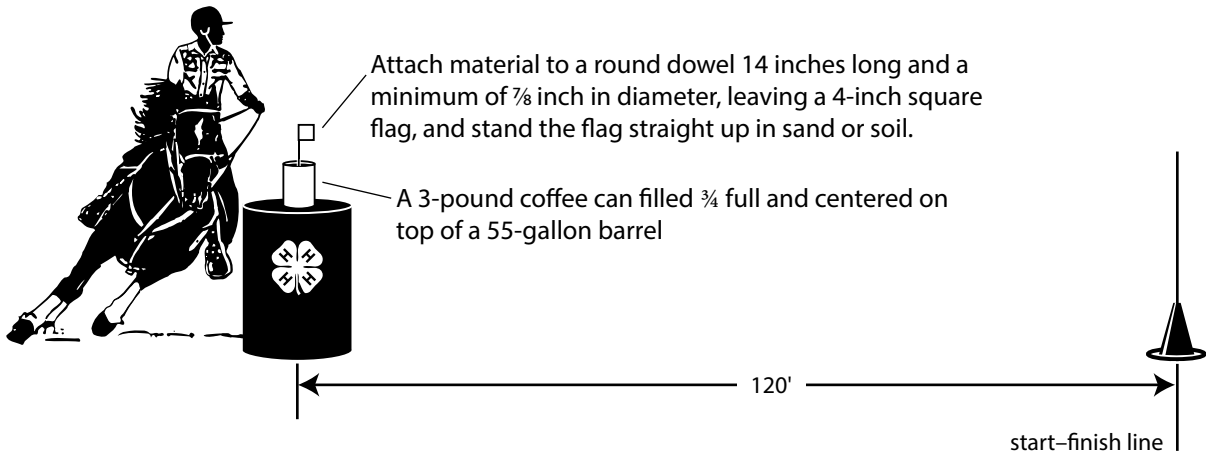 Attach material to a round dowel 14 inches long and a
minimum of ⅞ inch in diameter, leaving a 4-inch square
flag, and stand the flag straight up in sand or soil.
A 3-pound coffee can filled ¾ full and centered on
top of a 55-gallon barrel
H H
H H
120'
start–finish line